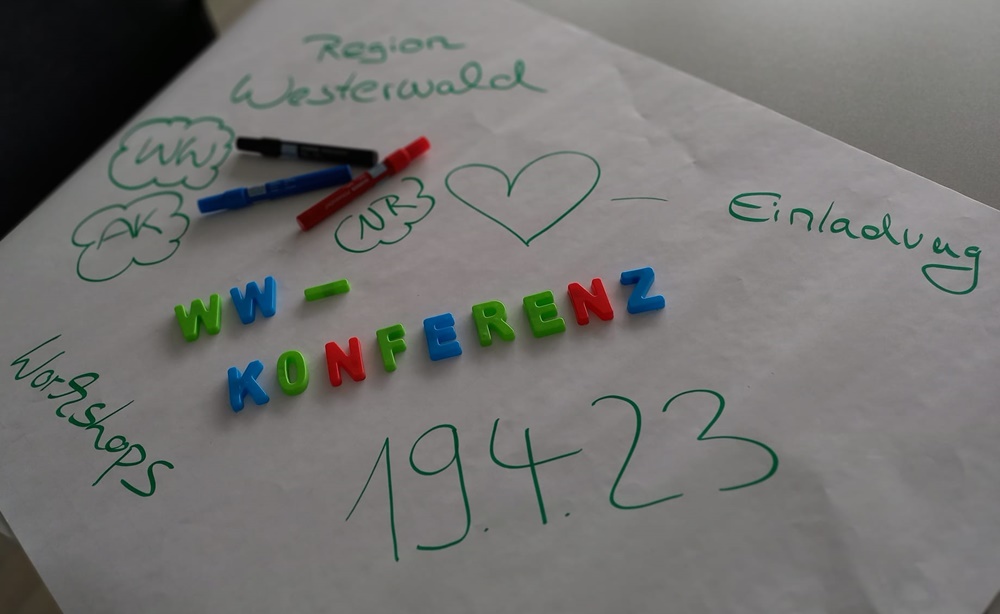 Region
Westerwald
WW
AK
NR
Einladung
WW -
KONFERENZ
Workshops
19.4.23